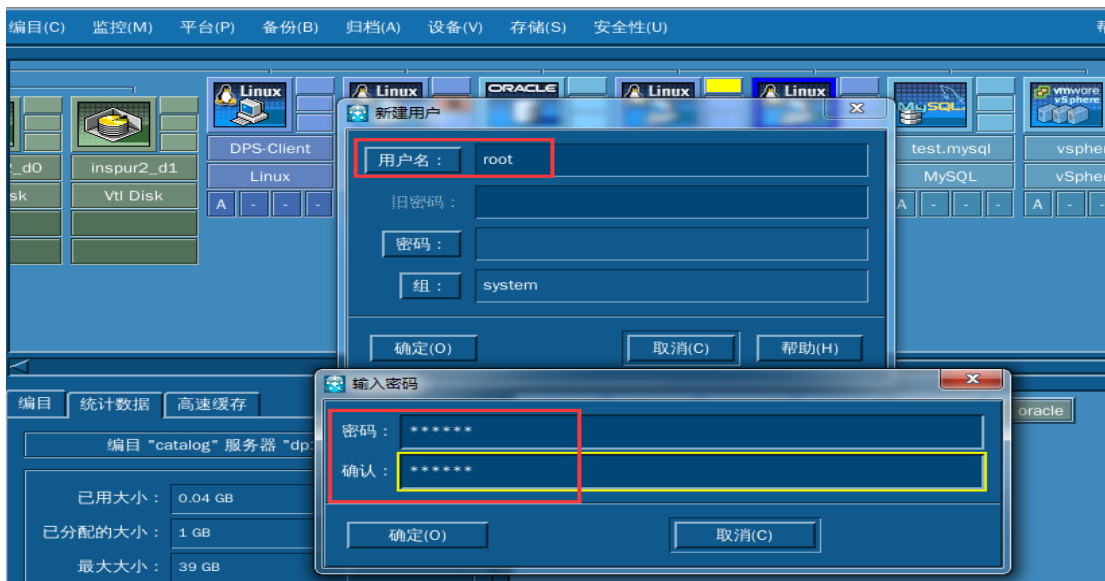 编目(C) 监控(M) 平台(P) 备份(B) 归档(A) 设备(V) 存储(S) 安全性(U)
Linux Linux ORACLE Linux Linux MySQL vmware vSphere
新建用户
用户名： root
旧密码：
密码：
组： system
确定(O) 取消(C) 帮助(H)
DPS-Client test.mysql vsphe
_d0 inspur2_d1 Linux MySQL vSphe
sk Vtl Disk A - - - A - - - A - -
编目 统计数据 高速缓存 oracle
输入密码
密码： ******
确认： ******
确定(O) 取消(C)
编目 "catalog" 服务器 "dp
已用大小： 0.04 GB
已分配的大小： 1 GB
最大大小： 39 GB